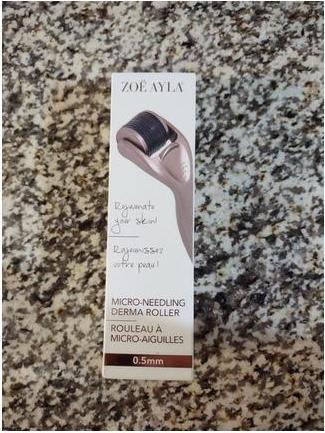 ZOË AYLA
Rejuvenate
your skin!
Rajeunissez
votre peau!
MICRO-NEEDLING
DERMA ROLLER
ROULEAU À
MICRO-AIGUILLES
0.5mm